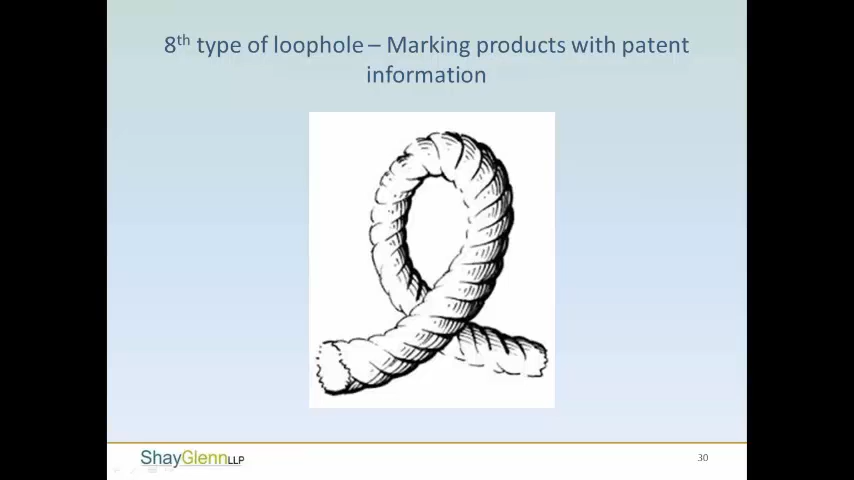 8th type of loophole – Marking products with patent
information
ShayGlennLLP
30